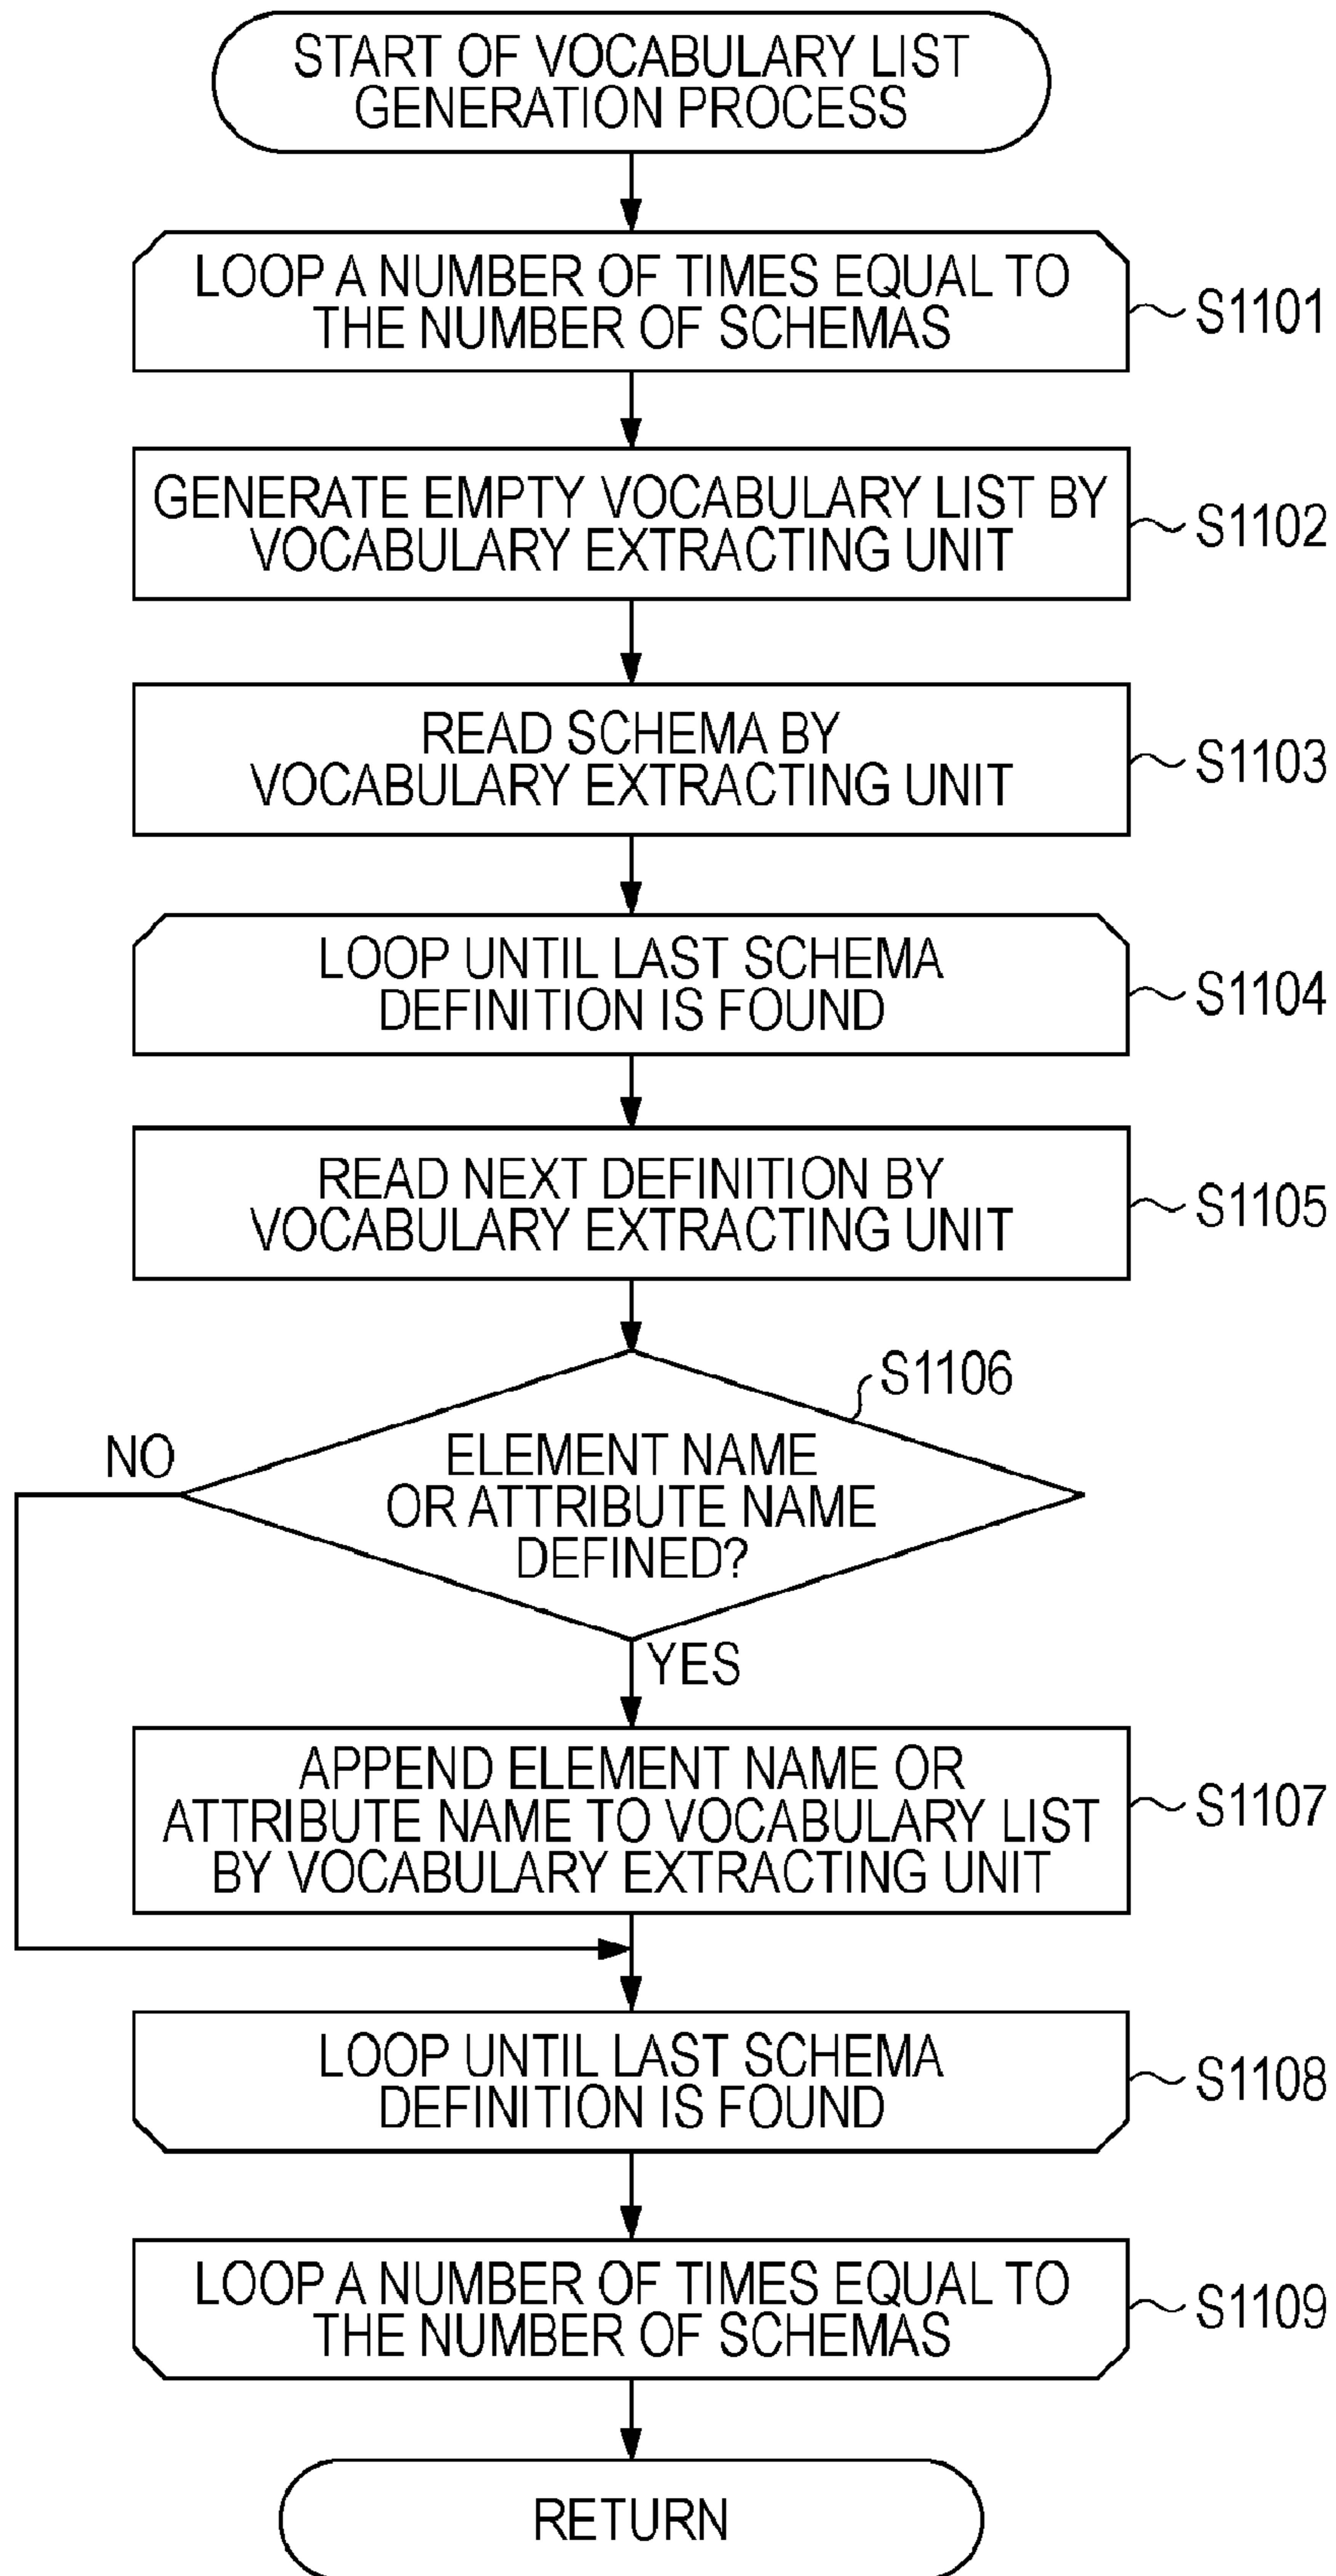 START OF VOCABULARY LIST
GENERATION PROCESS
LOOP A NUMBER OF TIMES EQUAL TO
THE NUMBER OF SCHEMAS
S1101
GENERATE EMPTY VOCABULARY LIST BY
VOCABULARY EXTRACTING UNIT
S1102
READ SCHEMA BY
VOCABULARY EXTRACTING UNIT
S1103
LOOP UNTIL LAST SCHEMA
DEFINITION IS FOUND
S1104
READ NEXT DEFINITION BY
VOCABULARY EXTRACTING UNIT
S1105
S1106
NO
ELEMENT NAME
OR ATTRIBUTE NAME
DEFINED?
YES
APPEND ELEMENT NAME OR
ATTRIBUTE NAME TO VOCABULARY LIST
BY VOCABULARY EXTRACTING UNIT
S1107
LOOP UNTIL LAST SCHEMA
DEFINITION IS FOUND
S1108
LOOP A NUMBER OF TIMES EQUAL TO
THE NUMBER OF SCHEMAS
S1109
RETURN